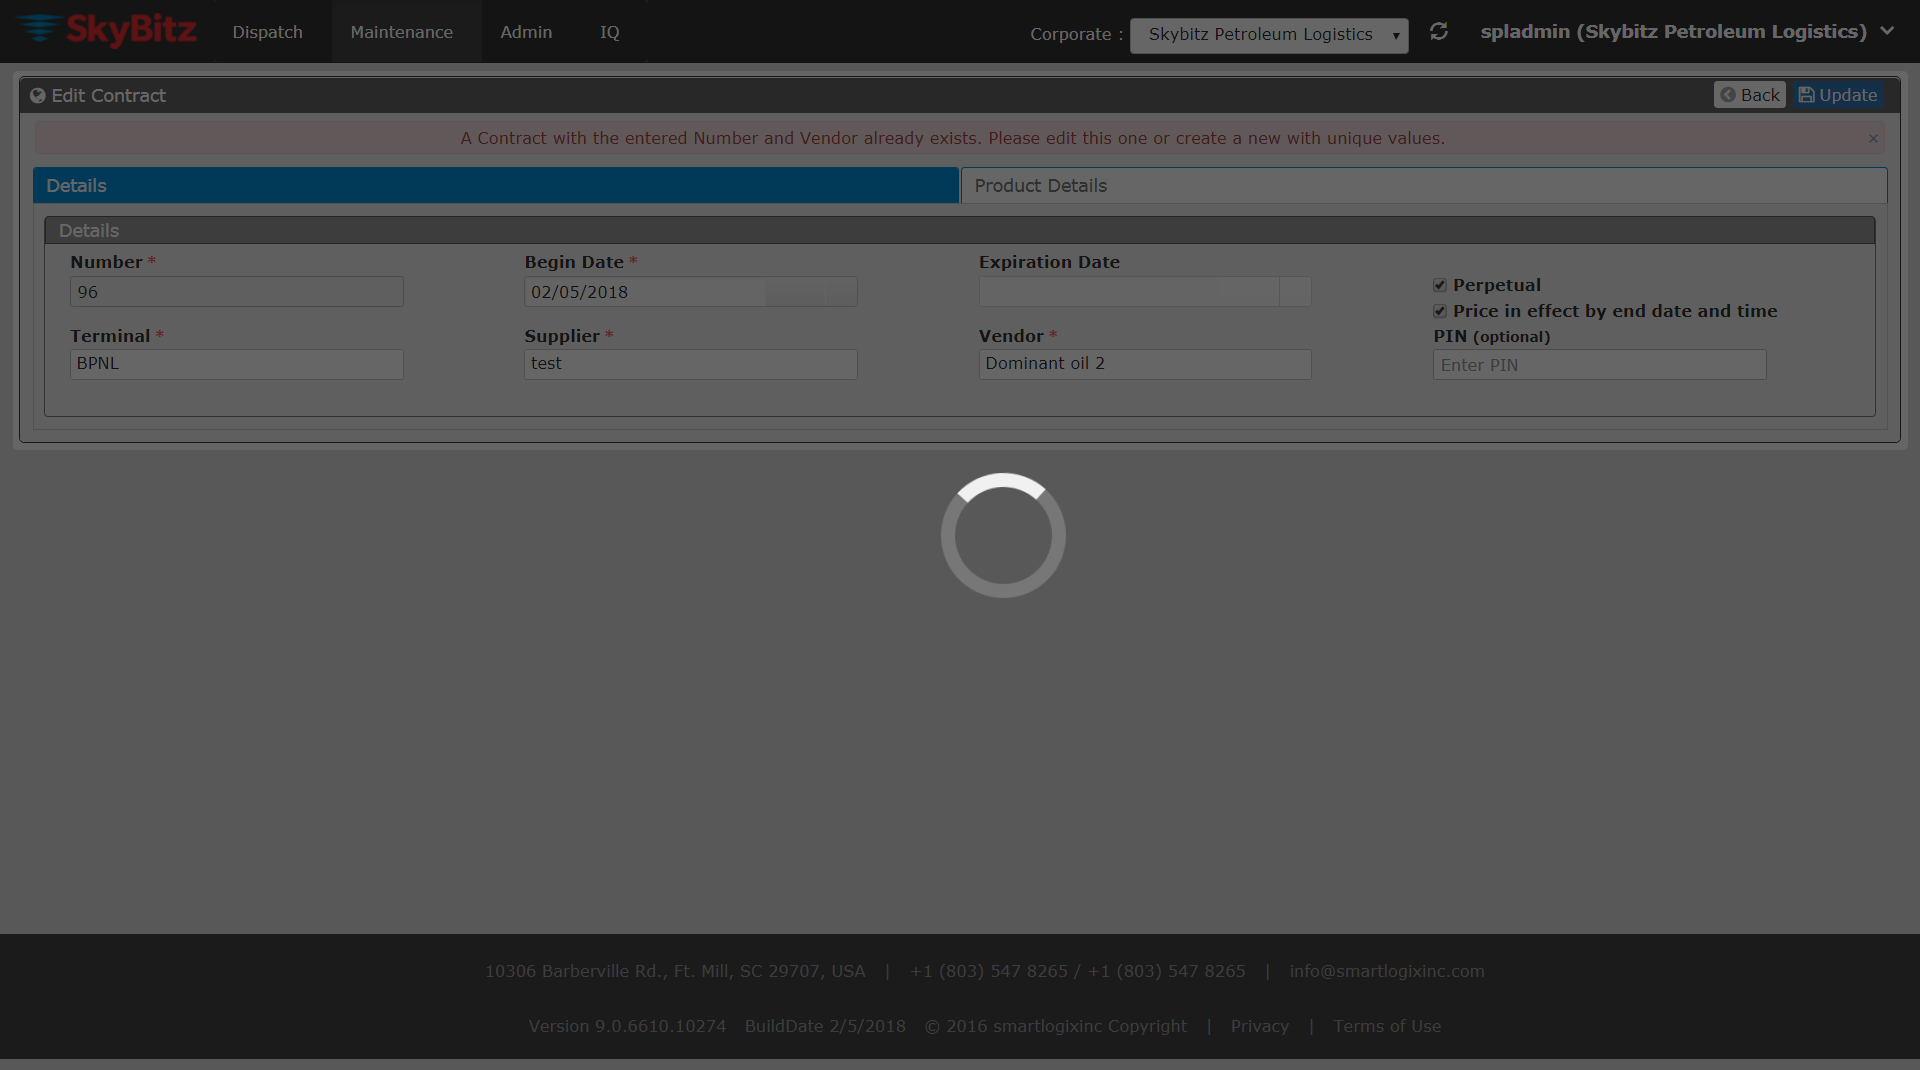 SkyBitz Dispatch Maintenance Admin IQ Corporate : Skybitz Petroleum Logistics spladmin (Skybitz Petroleum Logistics)
Edit Contract Back Update
A Contract with the entered Number and Vendor already exists. Please edit this one or create a new with unique values. ×
Details Product Details
Details
Number * Begin Date * Expiration Date
96 02/05/2018
Perpetual
Price in effect by end date and time
Terminal * Supplier * Vendor * PIN (optional)
BPNL test Dominant oil 2 Enter PIN
10306 Barberville Rd., Ft. Mill, SC 29707, USA | +1 (803) 547 8265 / +1 (803) 547 8265 | info@smartlogixinc.com
Version 9.0.6610.10274 BuildDate 2/5/2018 © 2016 smartlogixinc Copyright | Privacy | Terms of Use